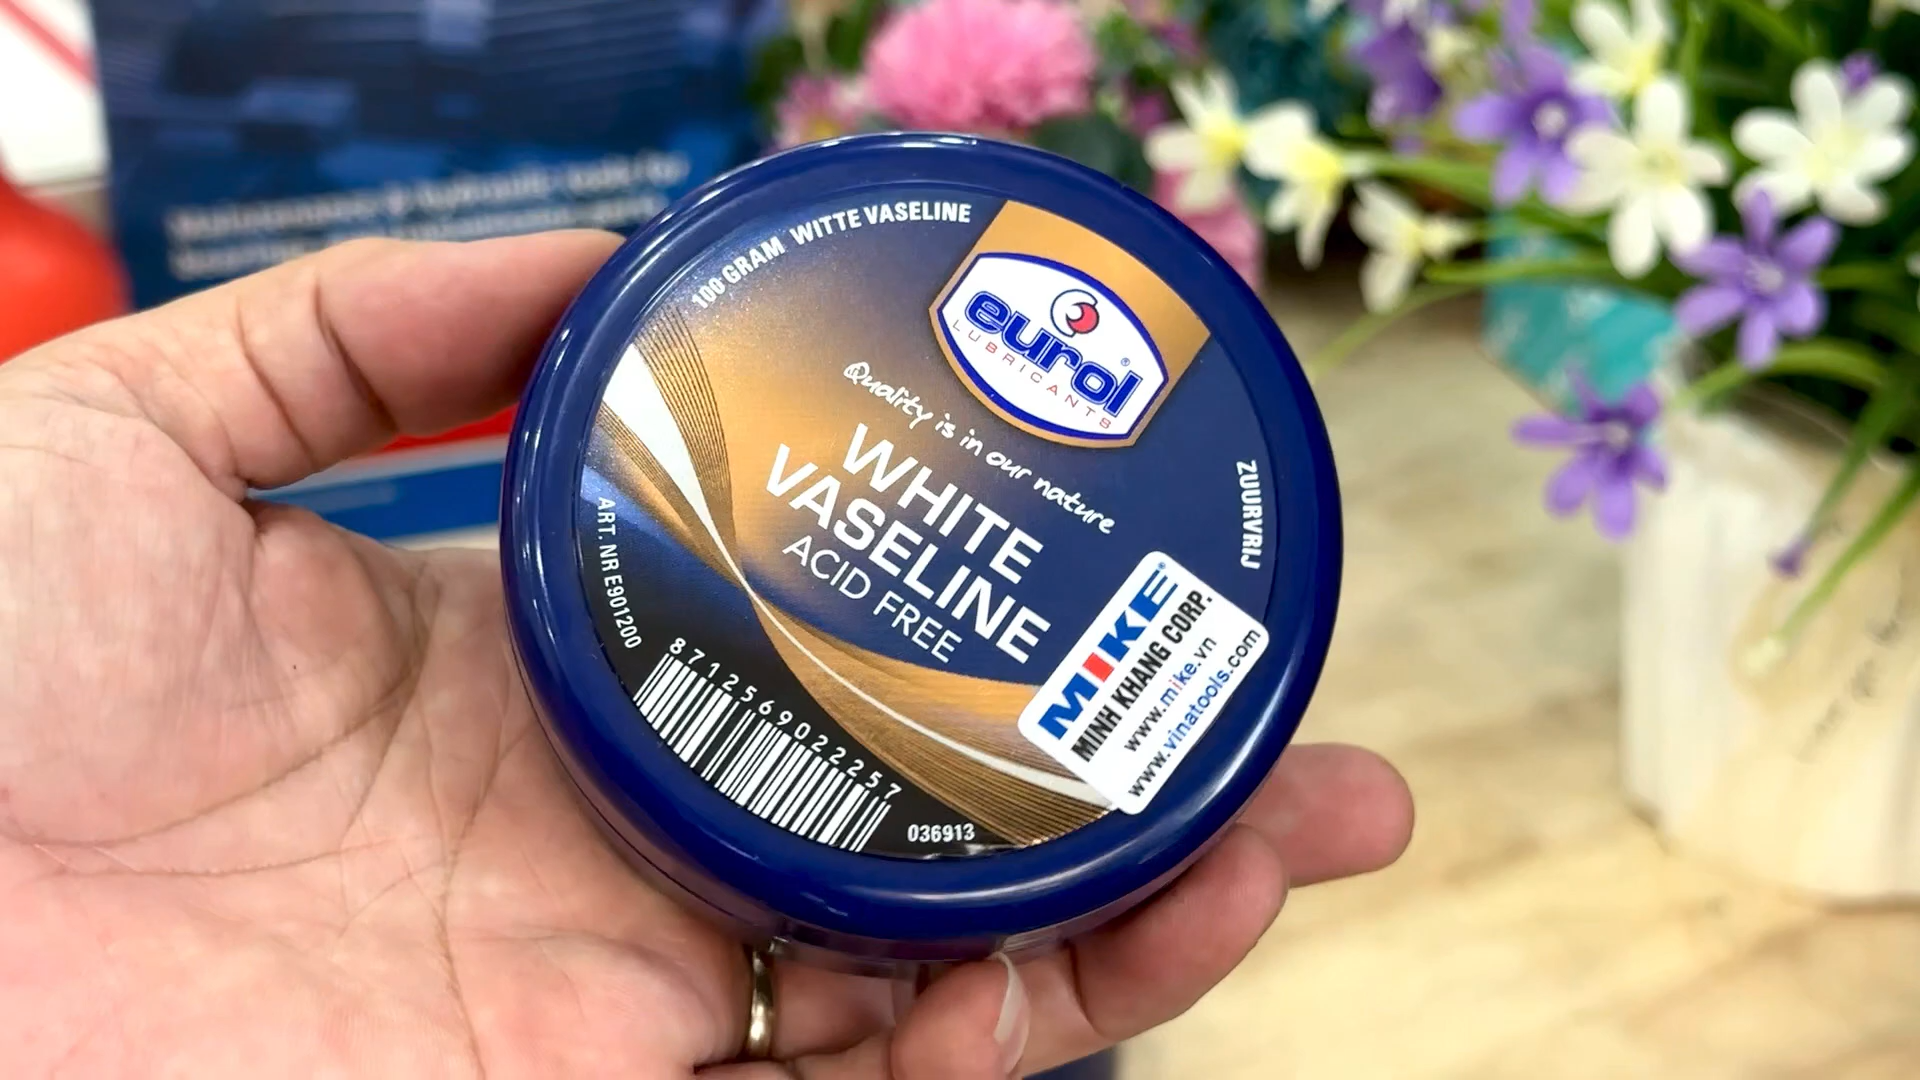 100 GRAM WITTE VASELINE
eurol®
LUBRICANTS
Quality is in our nature
WHITE
VASELINE
ACID FREE
ZUURVRIJ
ART. NR E901200
8712569022257
036913
MIKE®
MINH KHANG CORP.
www.mike.vn
www.vinatools.com